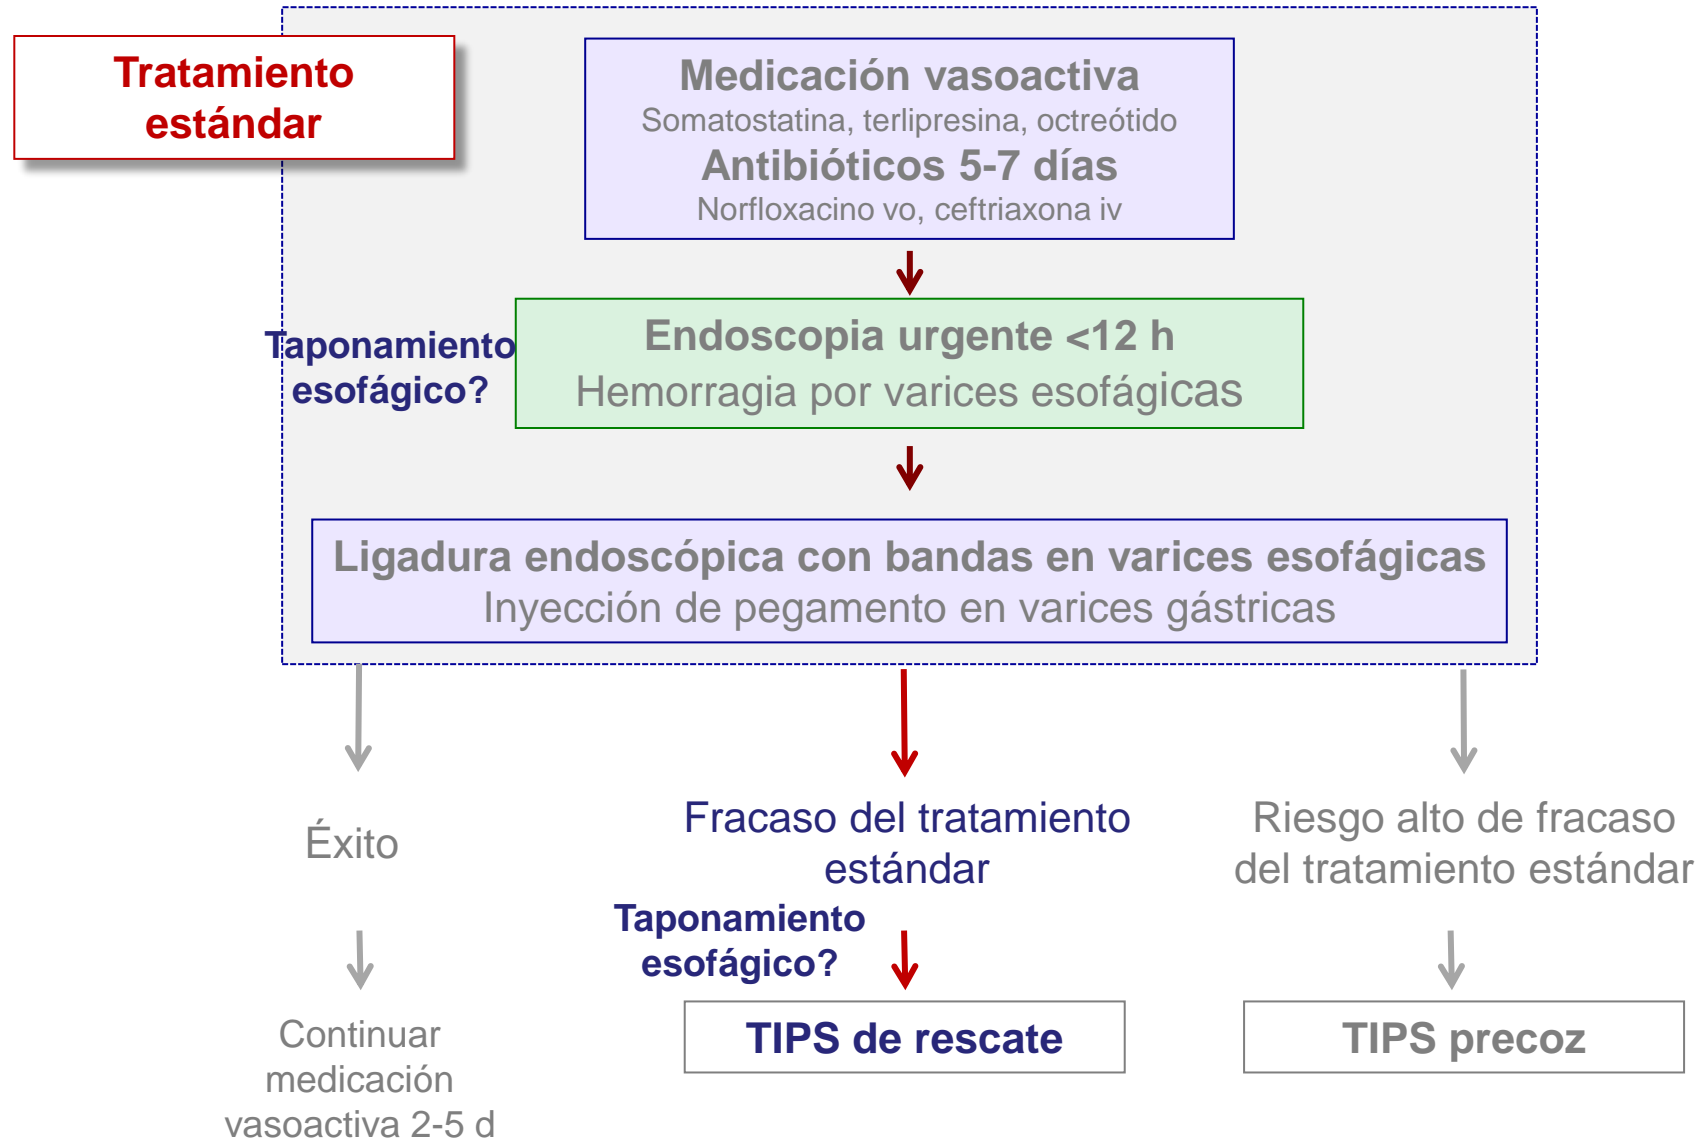 Tratamiento
estándar
Medicación vasoactiva
Somatostatina, terlipresina, octreótido
Antibióticos 5-7 días
Norfloxacino vo, ceftriaxona iv
Taponamiento
esofágico?
Endoscopia urgente <12 h
Hemorragia por varices esofágicas
Ligadura endoscópica con bandas en varices esofágicas
Inyección de pegamento en varices gástricas
Éxito
Fracaso del tratamiento
estándar
Riesgo alto de fracaso
del tratamiento estándar
Taponamiento
esofágico?
Continuar
medicación
vasoactiva 2-5 d
TIPS de rescate
TIPS precoz